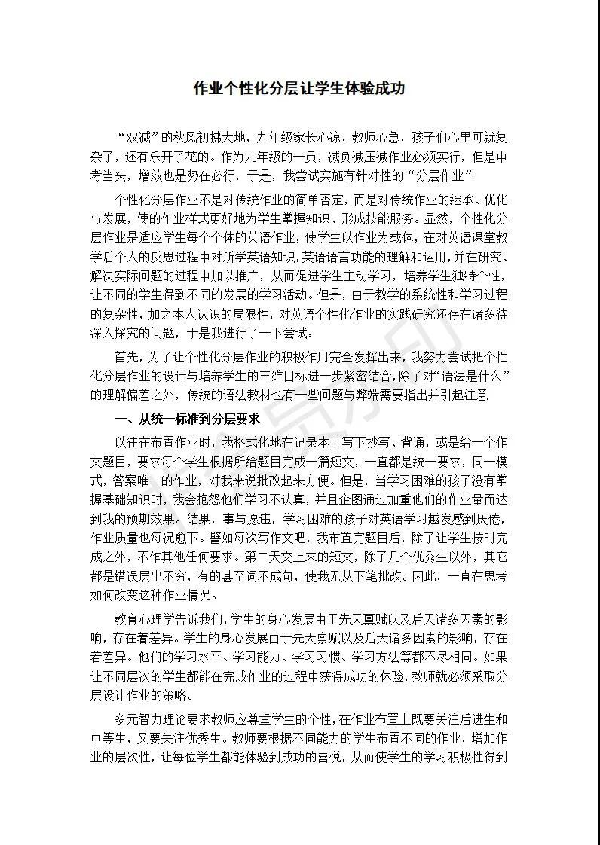 作业个性化分层让学生体验成功
“双减”的秋风初拂大地，九年级家长心慌，教师心急，孩子们心里可就复
杂了，还有乐开了花的。作为九年级的一员，减负减压减作业必须实行，但是中
考当头，增效也是势在必行，于是，我尝试实施有针对性的“分层作业”
个性化分层作业不是对传统作业的简单否定，而是对传统作业的继承、优化
与发展，使的作业样式更好地为学生掌握知识、形成技能服务。显然，个性化分
层作业是适应学生每个个体的英语作业，使学生以作业为载体，在对英语课堂教
学后个人的反思过程中对所学英语知识，英语语言功能的理解和运用，并在研究、
解决实际问题的过程中加以推广，从而促进学生主动学习，培养学生独特个性，
让不同的学生得到不同的发展的学习活动。但是，由于教学的系统性和学习过程
的复杂性，加之本人认识的局限性，对英语个性化作业的实践研究还存在诸多待
深入探究的问题，于是我进行了一下尝试。
首先，为了让个性化分层作业的积极作用完全发挥出来，我努力尝试把个性
化分层作业的设计与培养学生的三维目标进一步紧密结合，除了对“语法是什么”
的理解偏差之外，传统的语法教材也有一些问题与弊端需要指出并引起注意
一、从统一标准到分层要求
以往在布置作业时，我格式化地在记录本 写下抄写、背诵，或是给一个作
文题目，要求每个学生根据所给题目完成一篇短文，一直都是统一要求，同一模
式，答案唯一的作业，对我来说批改起来方便。但是，当学习困难的孩子没有掌
握基础知识时，我会抱怨他们学习不认真，并且企图通过加重他们的作业量而达
到我的预期效果。结果，事与愿违，学习困难的孩子对英语学习越发感到厌倦，
作业质量也每况愈下。譬如每次写作文吧，我布置完题目后，除了让学生按时完
成之外，不作其他任何要求。第二天交上来的短文，除了几个优秀生以外，其它
都是错误层出不穷，有的甚至词不成句，使我无从下笔批改。因此，一直在思考
如何改变这种作业情况。
教育心理学告诉我们，学生的身心发展由于先天禀赋以及后天诸多因素的影
响，存在着差异。学生的身心发展由于先天禀赋以及后天诸多因素的影响，存在
着差异。他们的学习水平、学习能力、学习习惯、学习方法等都不尽相同。如果
让不同层次的学生都能在完成作业的过程中获得成功的体验，教师就必须采取分
层设计作业的策略。
多元智力理论要求教师应尊重学生的个性，在作业布置上既要关注后进生和
中等生，又要关注优秀生。教师要根据不同能力的学生布置不同的作业，增加作
业的层次性，让每位学生都能体验到成功的喜悦，从而使学生的学习积极性得到